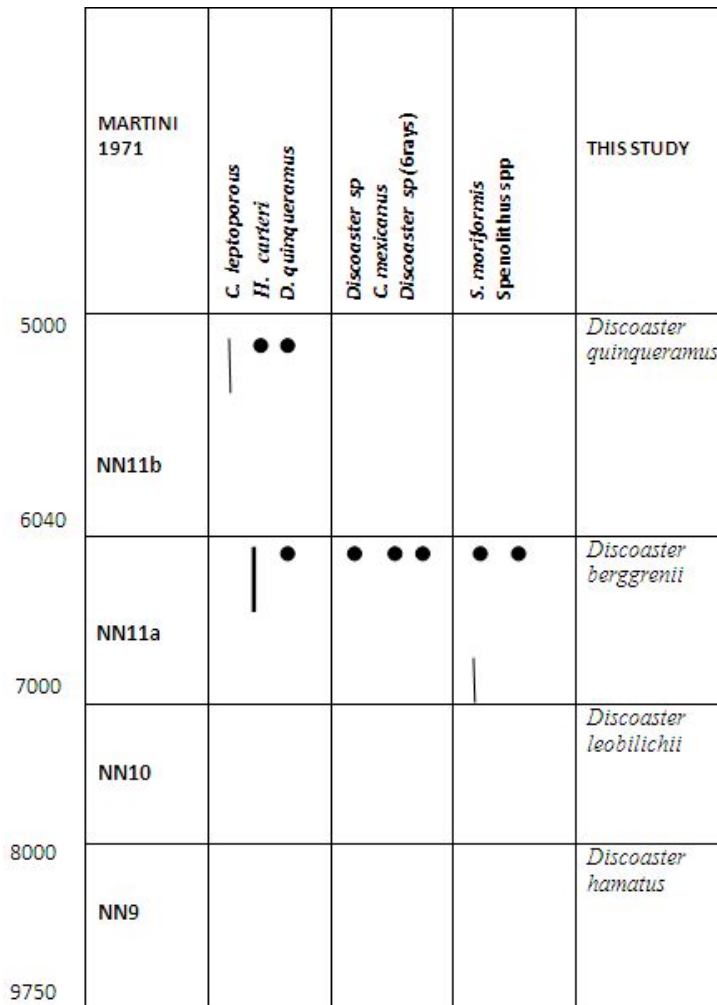 MARTINI
1971
C. leptoporous
H. carteri
D. quinqueramus
Discoaster sp
C. mexicanus
Discoaster sp (6rays)
S. moriformis
Spenolithus spp
THIS STUDY
5000
Discoaster
quinqueramus
NN11b
6040
Discoaster
berggrenii
NN11a
7000
Discoaster
leobilichii
NN10
8000
Discoaster
hamatus
NN9
9750